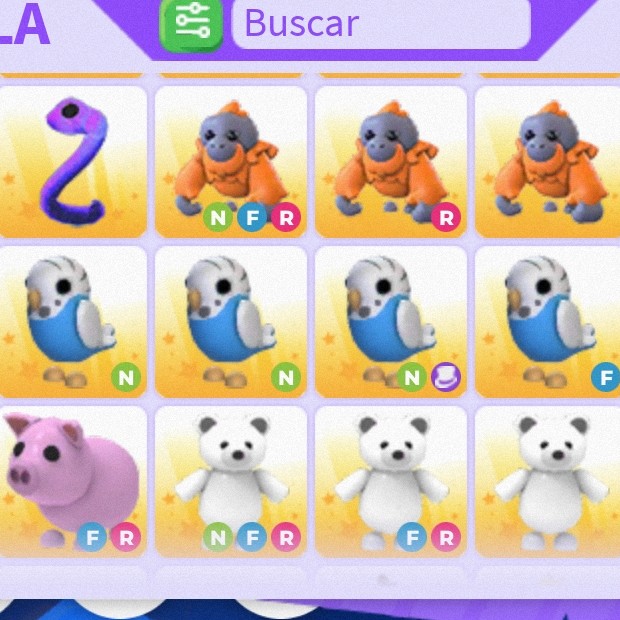 LA
Buscar
N F R R
N N N F
F R N F R F R